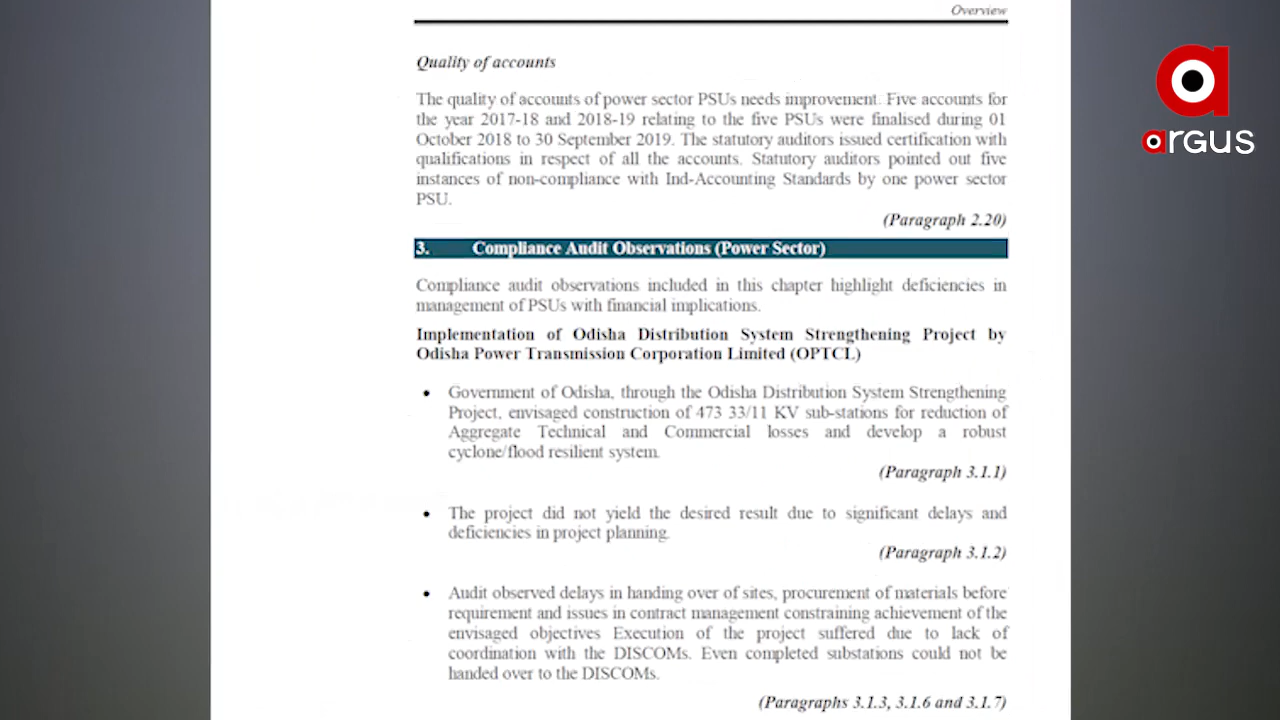 Overview
Quality of accounts
The quality of accounts of power sector PSUs needs improvement. Five accounts for
the year 2017-18 and 2018-19 relating to the five PSUs were finalised during 01
October 2018 to 30 September 2019. The statutory auditors issued certification with
qualifications in respect of all the accounts. Statutory auditors pointed out five
instances of non-compliance with Ind-Accounting Standards by one power sector
PSU.
(Paragraph 2.20)
3. Compliance Audit Observations (Power Sector)
Compliance audit observations included in this chapter highlight deficiencies in
management of PSUs with financial implications.
Implementation of Odisha Distribution System Strengthening Project by
Odisha Power Transmission Corporation Limited (OPTCL)
• Government of Odisha, through the Odisha Distribution System Strengthening
Project, envisaged construction of 473 33/11 KV sub-stations for reduction of
Aggregate Technical and Commercial losses and develop a robust
cyclone/flood resilient system.
(Paragraph 3.1.1)
• The project did not yield the desired result due to significant delays and
deficiencies in project planning.
(Paragraph 3.1.2)
• Audit observed delays in handing over of sites, procurement of materials before
requirement and issues in contract management constraining achievement of the
envisaged objectives Execution of the project suffered due to lack of
coordination with the DISCOMs. Even completed substations could not be
handed over to the DISCOMs.
(Paragraphs 3.1.3, 3.1.6 and 3.1.7)
argus